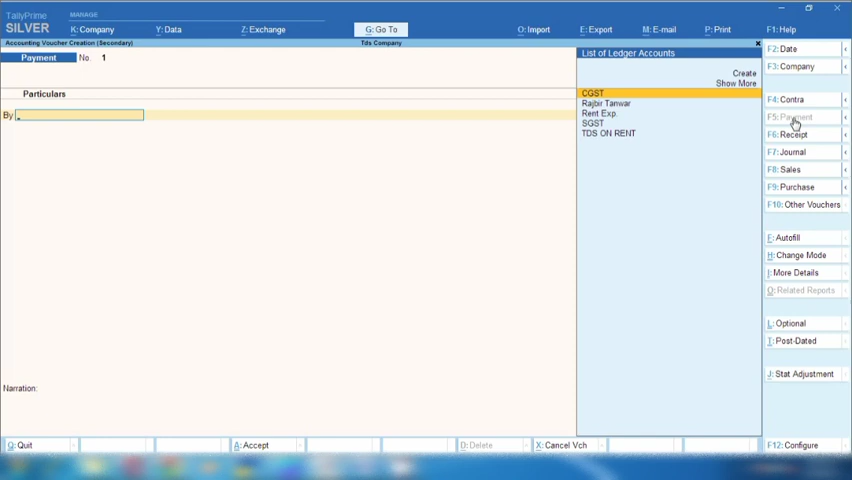 TallyPrime
SILVER
MANAGE
K: Company
Y: Data
Z: Exchange
G: Go To
O: Import
E: Export
M: E-mail
P: Print
F1: Help
Accounting Voucher Creation (Secondary)
Tds Company
Payment No. 1
Particulars
By
Narration:
List of Ledger Accounts
Create
Show More
CGST
Rajbir Tanwar
Rent Exp.
SGST
TDS ON RENT
F2: Date
F3: Company
F4: Contra
F5: Payment
F6: Receipt
F7: Journal
F8: Sales
F9: Purchase
F10: Other Vouchers
F: Autofill
H: Change Mode
I: More Details
O: Related Reports
L: Optional
T: Post-Dated
J: Stat Adjustment
Q: Quit
A: Accept
D: Delete
X: Cancel Vch
F12: Configure